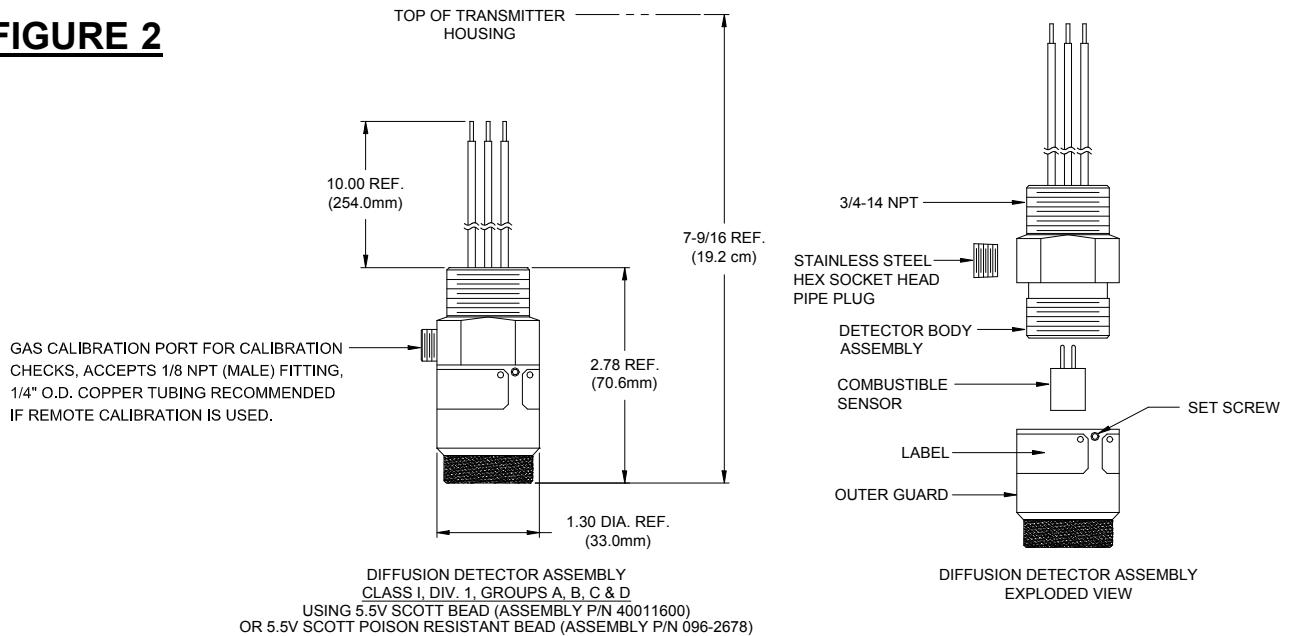 FIGURE 2
TOP OF TRANSMITTER
HOUSING
10.00 REF.
(254.0mm)
7-9/16 REF.
(19.2 cm)
GAS CALIBRATION PORT FOR CALIBRATION
CHECKS, ACCEPTS 1/8 NPT (MALE) FITTING,
1/4" O.D. COPPER TUBING RECOMMENDED
IF REMOTE CALIBRATION IS USED.
2.78 REF.
(70.6mm)
1.30 DIA. REF.
(33.0mm)
DIFFUSION DETECTOR ASSEMBLY
CLASS I, DIV. 1, GROUPS A, B, C & D
USING 5.5V SCOTT BEAD (ASSEMBLY P/N 40011600)
OR 5.5V SCOTT POISON RESISTANT BEAD (ASSEMBLY P/N 096-2678)
3/4-14 NPT
STAINLESS STEEL
HEX SOCKET HEAD
PIPE PLUG
DETECTOR BODY
ASSEMBLY
COMBUSTIBLE
SENSOR
SET SCREW
LABEL
OUTER GUARD
DIFFUSION DETECTOR ASSEMBLY
EXPLODED VIEW